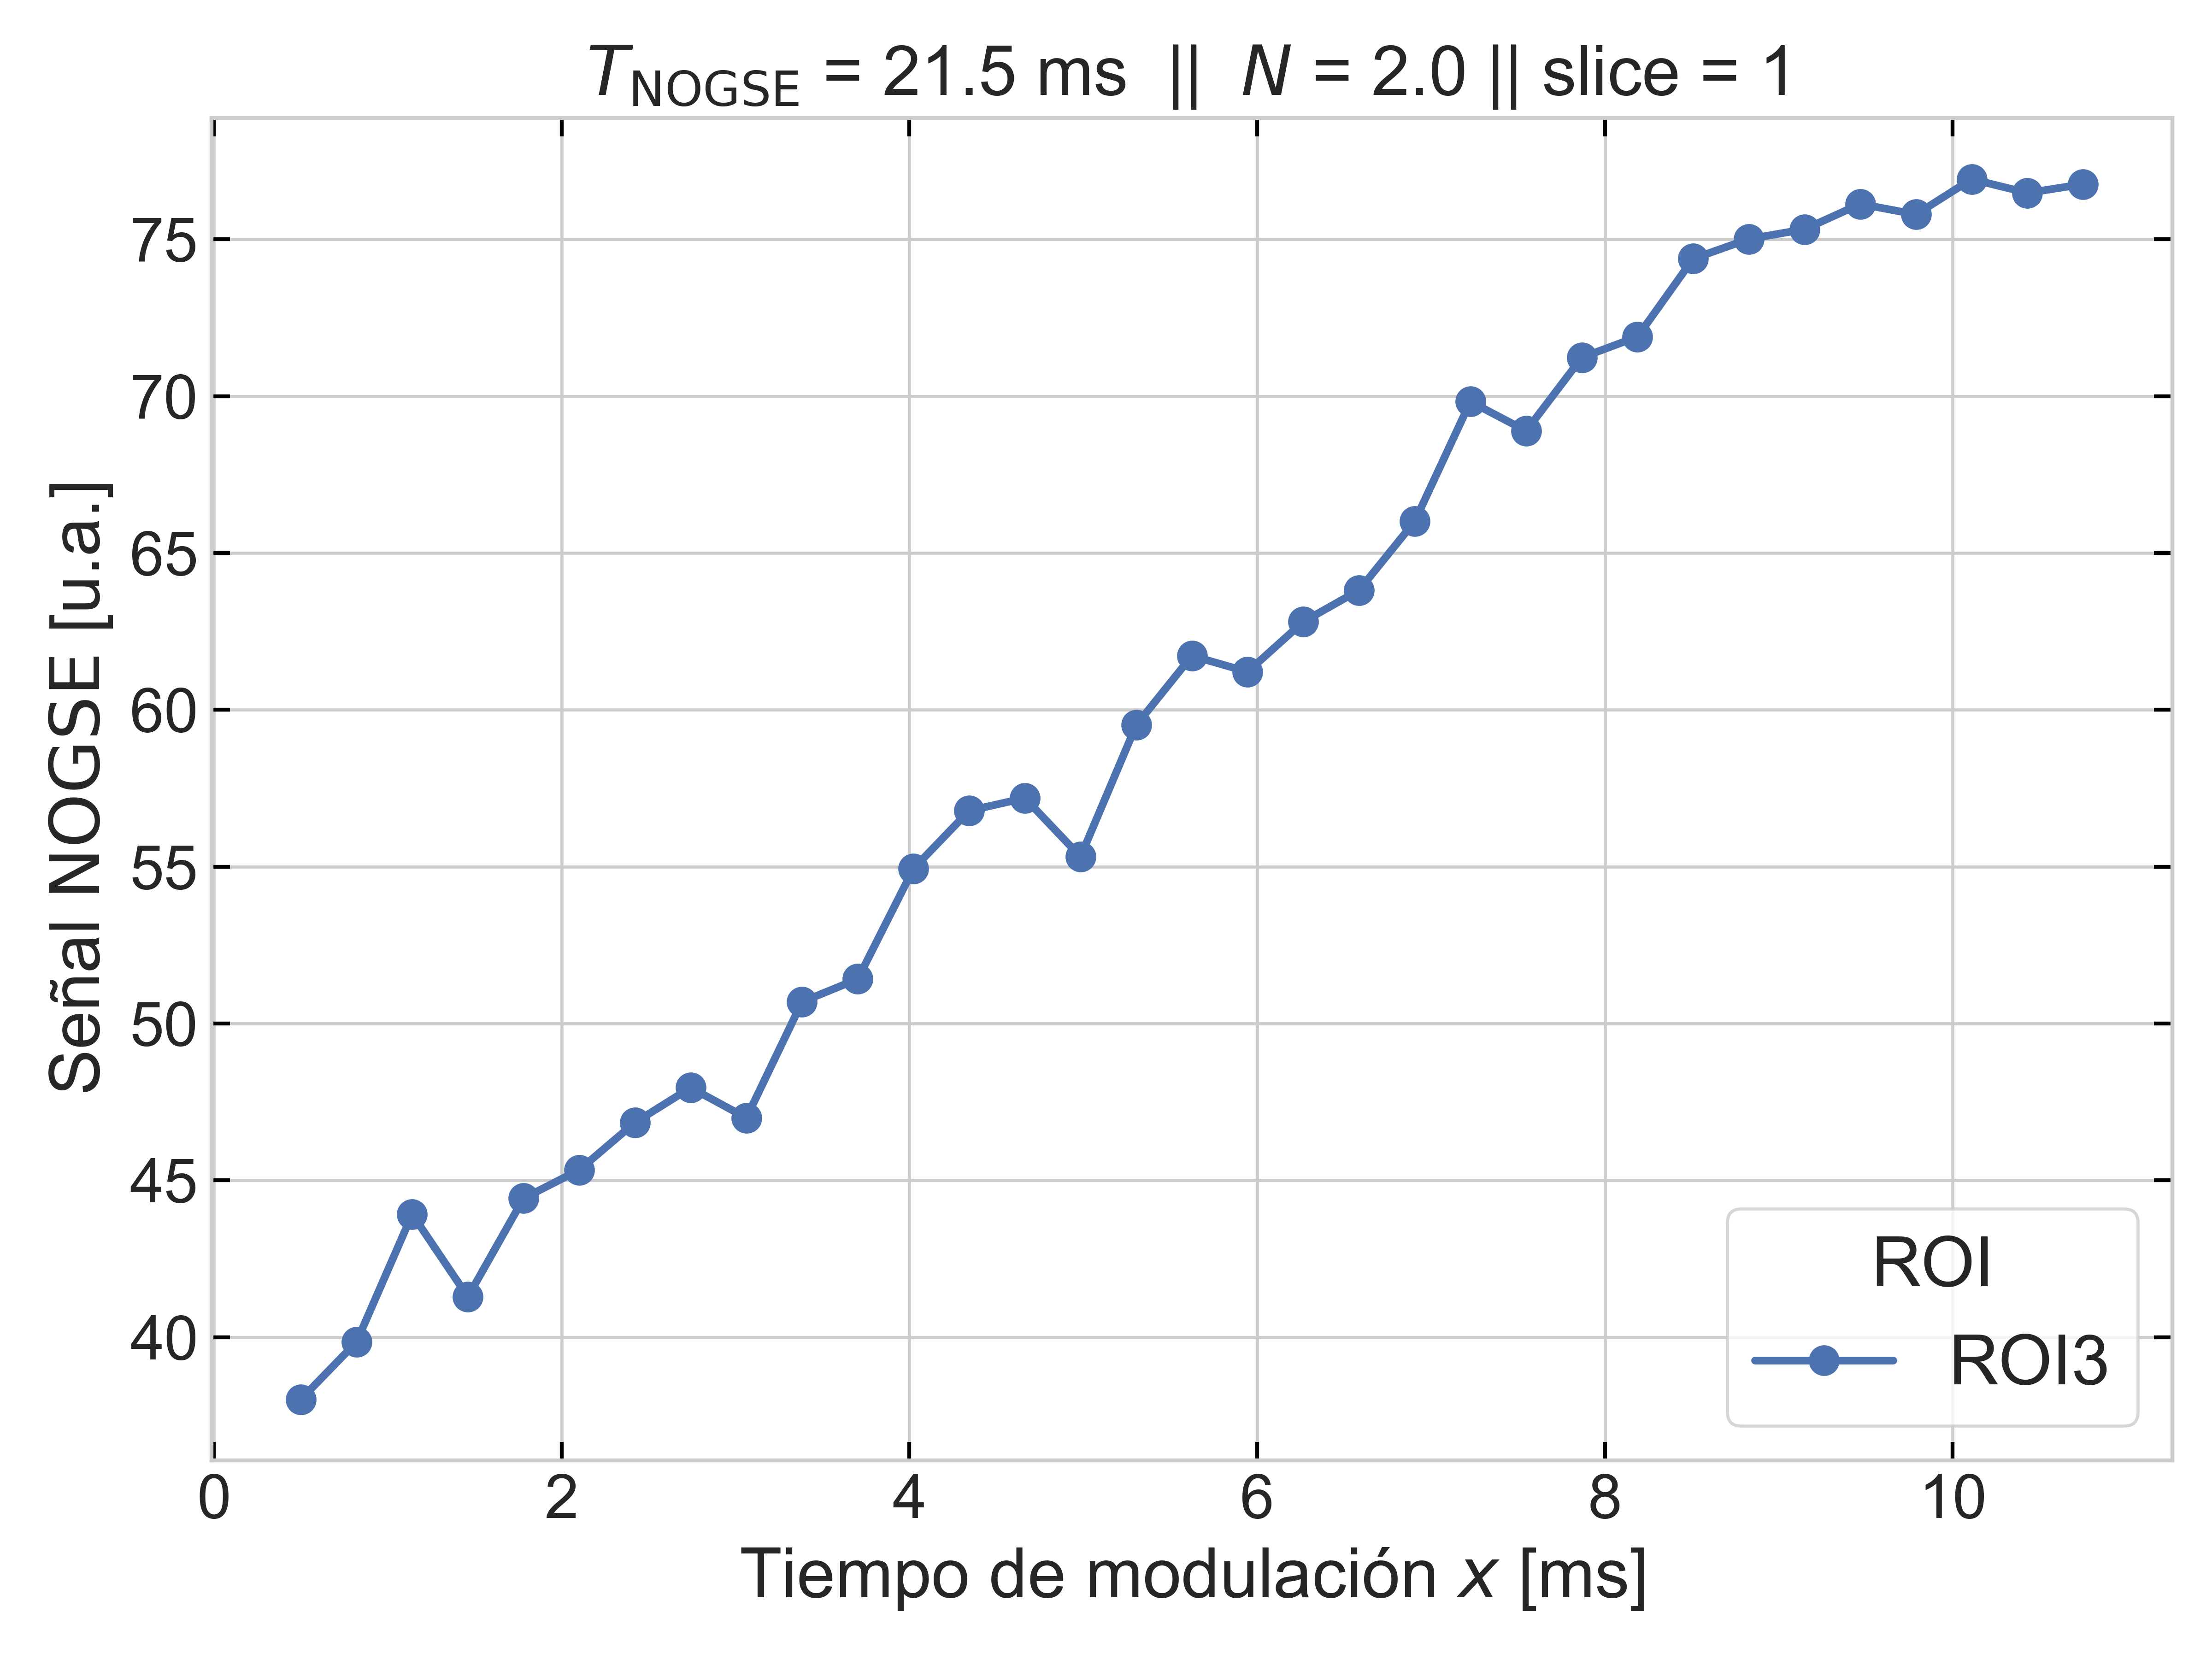 T_NOGSE = 21.5 ms || N = 2.0 || slice = 1
Señal NOGSE [u.a.]
75
70
65
60
55
50
45
40
ROI
ROI3
0 2 4 6 8 10
Tiempo de modulación x [ms]